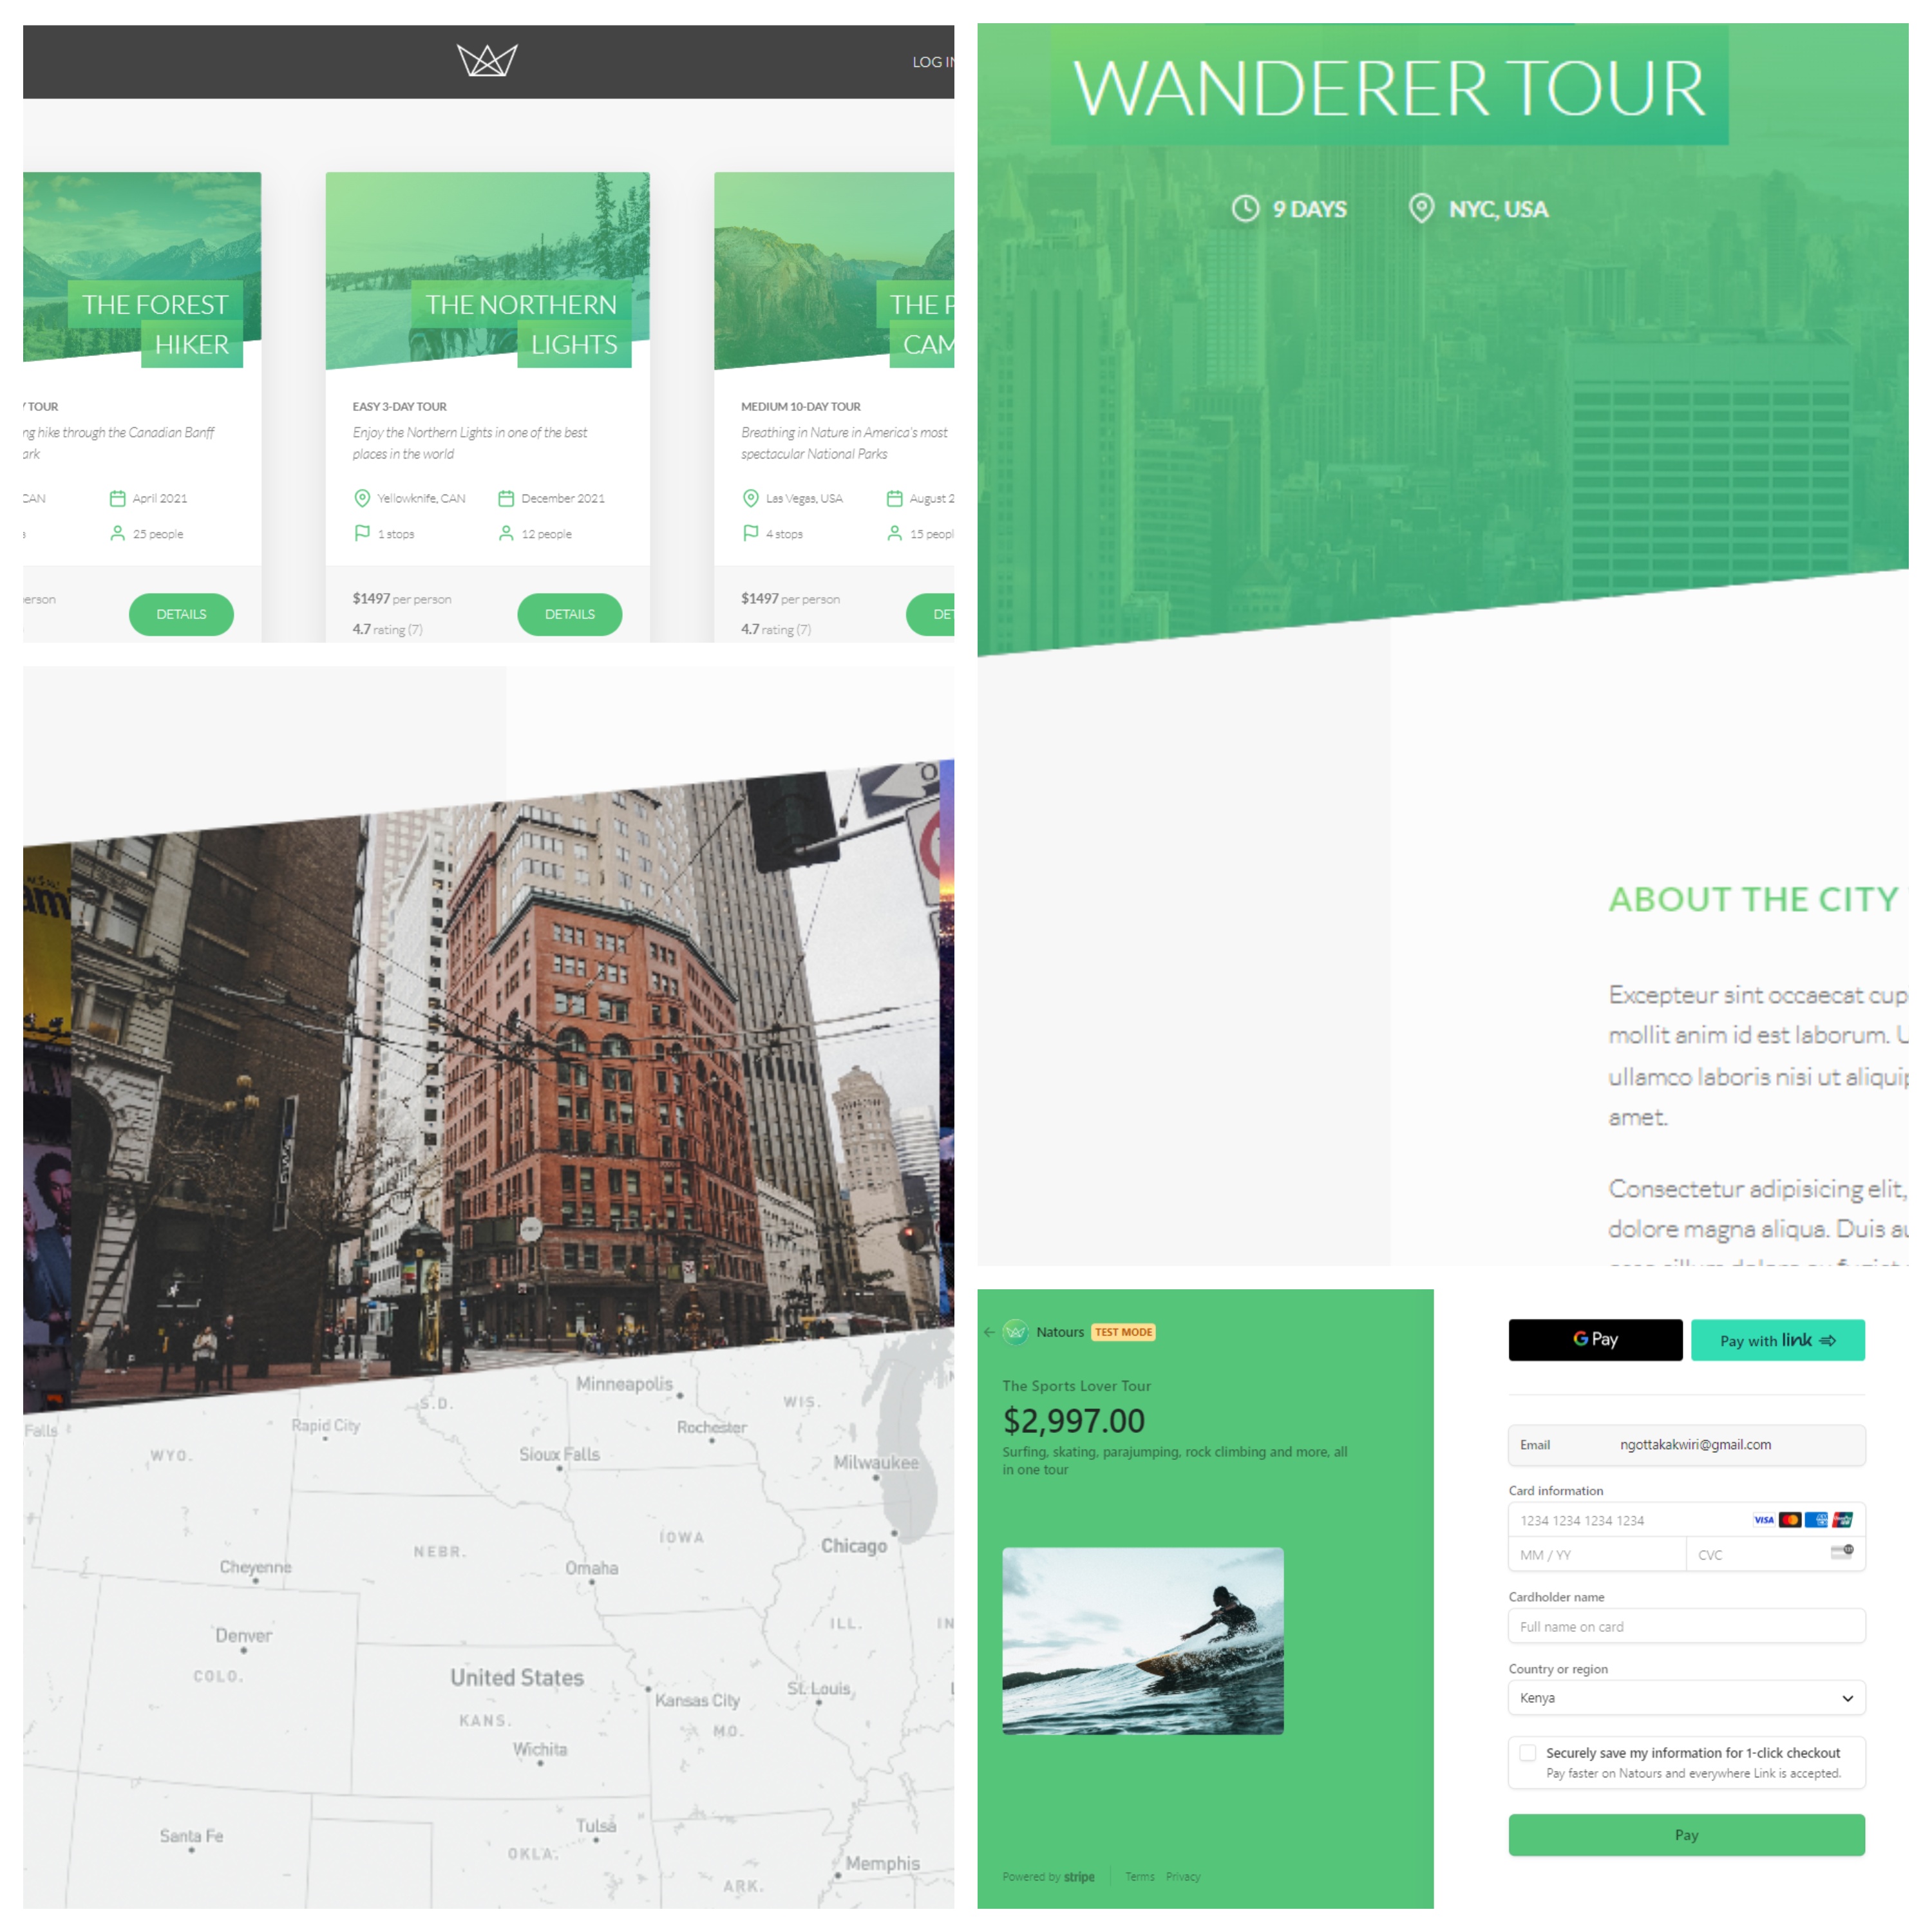 LOG IN
THE FOREST
HIKER
TOUR
ng hike through the Canadian Banff
ark
CAN
April 2021
25 people
erson
DETAILS
THE NORTHERN
LIGHTS
EASY 3-DAY TOUR
Enjoy the Northern Lights in one of the best
places in the world
Yellowknife, CAN
December 2021
1 stops
12 people
$1497 per person
4.7 rating (7)
DETAILS
THE P
CAM
MEDIUM 10-DAY TOUR
Breathing in Nature in America's most
spectacular National Parks
Las Vegas, USA
August 2
4 stops
15 peopl
$1497 per person
4.7 rating (7)
DET
WANDERER TOUR
9 DAYS
NYC, USA
ABOUT THE CITY
Excepteur sint occaecat cup
mollit anim id est laborum. U
ullamco laboris nisi ut aliquip
amet.
Consectetur adipisicing elit,
dolore magna aliqua. Duis au
am
Minneapolis
S.D.
WIS.
Falls
Rapid City
Rochester
WYO.
Sioux Falls
Milwaukee
IOWA
NEBR.
Chicago
Cheyenne
Omaha
ILL.
IN
Denver
COLO.
United States
Kansas City
St. Louis
KANS.
MO.
Wichita
Santa Fe
Tulsa
OKLA.
Memphis
ARK.
Natours TEST MODE
The Sports Lover Tour
$2,997.00
Surfing, skating, parajumping, rock climbing and more, all
in one tour
Powered by stripe
Terms Privacy
G Pay
Pay with link
Email ngottakakwiri@gmail.com
Card information
1234 1234 1234 1234
VISA
MM / YY
CVC
Cardholder name
Full name on card
Country or region
Kenya
Securely save my information for 1-click checkout
Pay faster on Natours and everywhere Link is accepted.
Pay